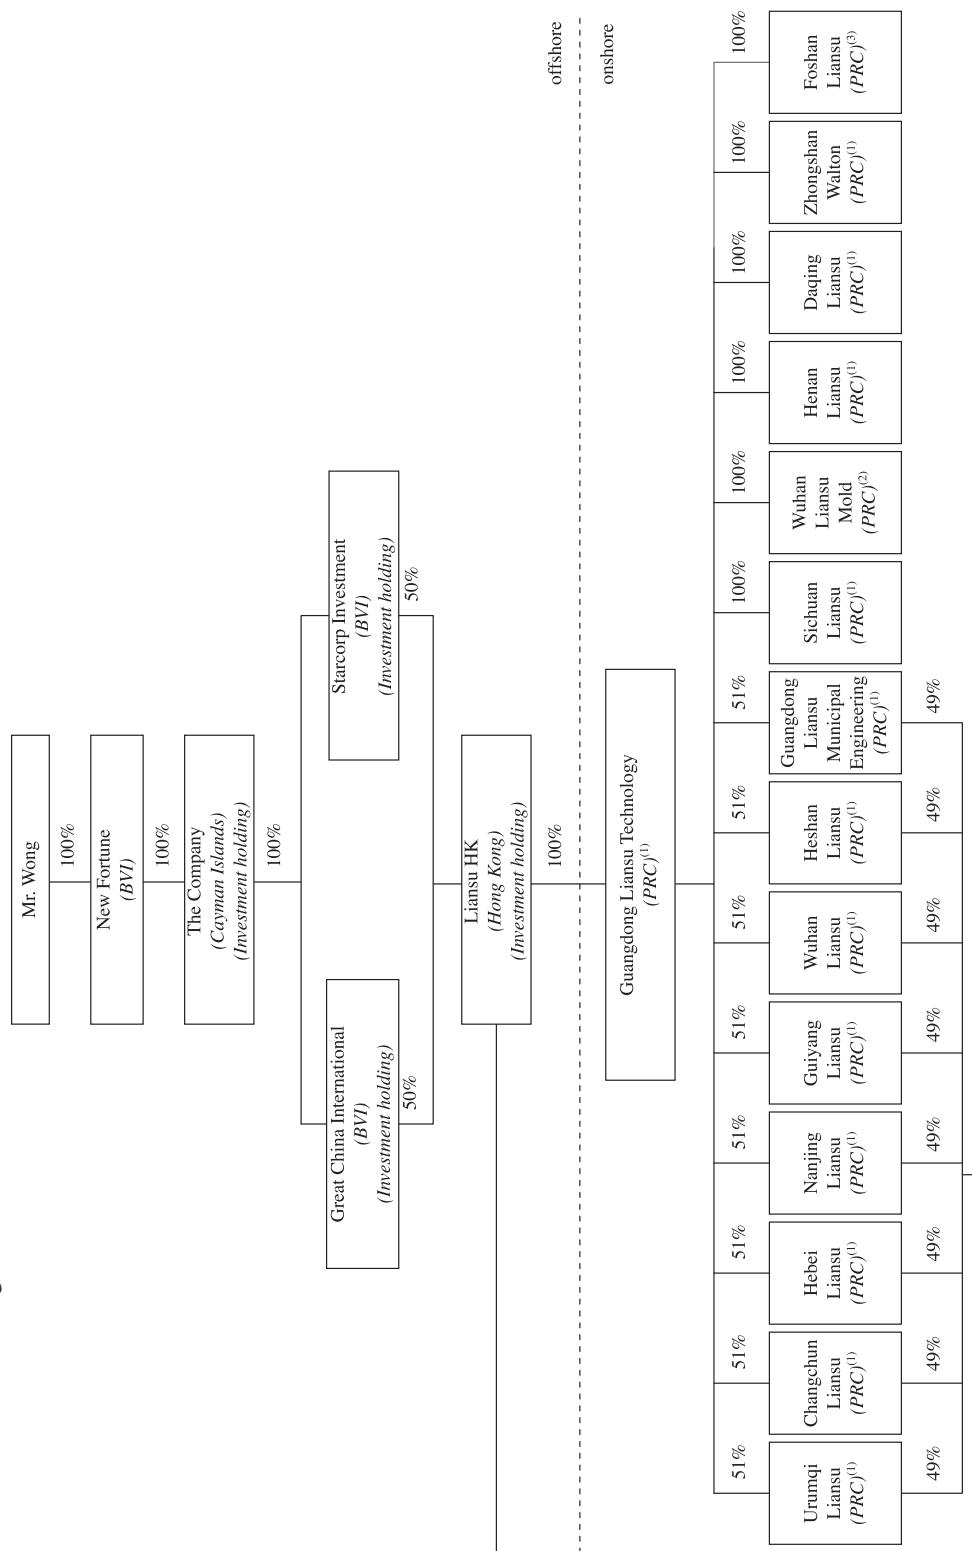 Mr. Wong
100%
New Fortune
(BVI)
100%
The Company
(Cayman Islands)
(Investment holding)
100%
Great China International
(BVI)
(Investment holding)
50%
Starcorp Investment
(BVI)
(Investment holding)
50%
Liansu HK
(Hong Kong)
(Investment holding)
100%
offshore
onshore
Guangdong Liansu Technology
(PRC)(1)
51%
51%
51%
51%
51%
51%
51%
51%
100%
100%
100%
100%
100%
100%
Urumqi
Liansu
(PRC)(1)
Changchun
Liansu
(PRC)(1)
Hebei
Liansu
(PRC)(1)
Nanjing
Liansu
(PRC)(1)
Guiyang
Liansu
(PRC)(1)
Wuhan
Liansu
(PRC)(1)
Heshan
Liansu
(PRC)(1)
Guangdong
Liansu
Municipal
Engineering
(PRC)(1)
Sichuan
Liansu
(PRC)(1)
Wuhan
Liansu
Mold
(PRC)(2)
Henan
Liansu
(PRC)(1)
Daqing
Liansu
(PRC)(1)
Zhongshan
Walton
(PRC)(1)
Foshan
Liansu
(PRC)(3)
49%
49%
49%
49%
49%
49%
49%
49%